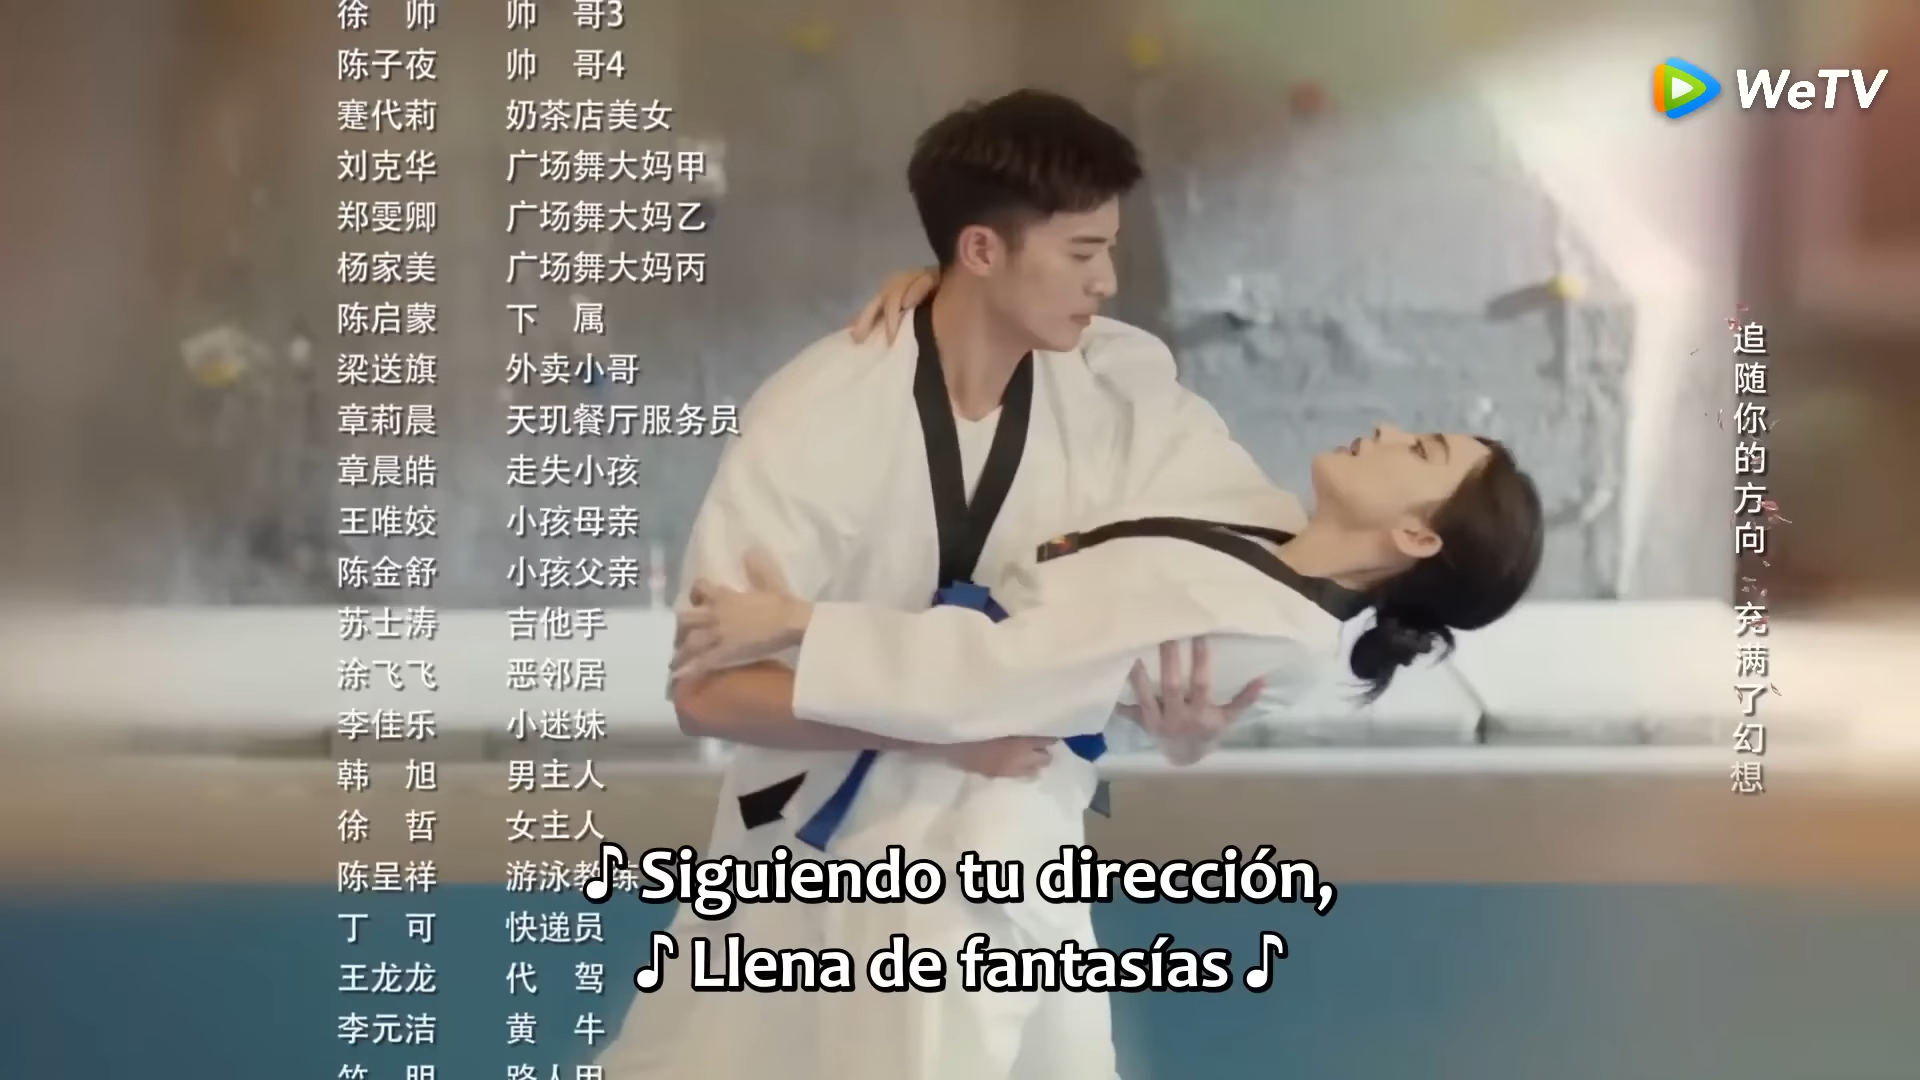 徐 帅 帅 哥3
陈子夜 帅 哥4
蹇代莉 奶茶店美女
刘克华 广场舞大妈甲
郑雯卿 广场舞大妈乙
杨家美 广场舞大妈丙
陈启蒙 下 属
梁送旗 外卖小哥
章莉晨 天玑餐厅服务员
章晨皓 走失小孩
王唯姣 小孩母亲
陈金舒 小孩父亲
苏士涛 吉他手
涂飞飞 恶邻居
李佳乐 小迷妹
韩 旭 男主人
徐 哲 女主人
陈呈祥 游泳教练
丁 可 快递员
王龙龙 代 驾
李元洁 黄 牛
路人甲
WeTV
追随你的方向 充满了幻想
♪ Siguiendo tu dirección,
♪ Llena de fantasías ♪